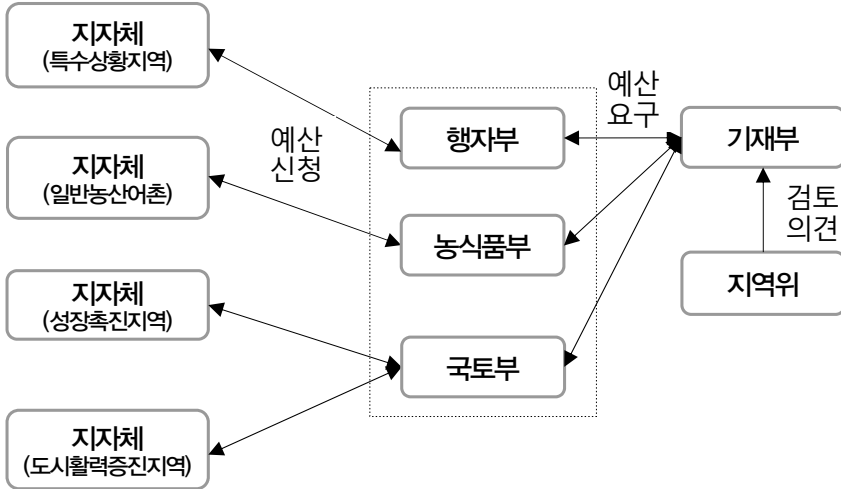 지자체
(특수상황지역)
지자체
(일반농산어촌)
지자체
(성장촉진지역)
지자체
(도시활력증진지역)
예산
신청
행자부
농식품부
국토부
예산
요구
기재부
검토
의견
지역위